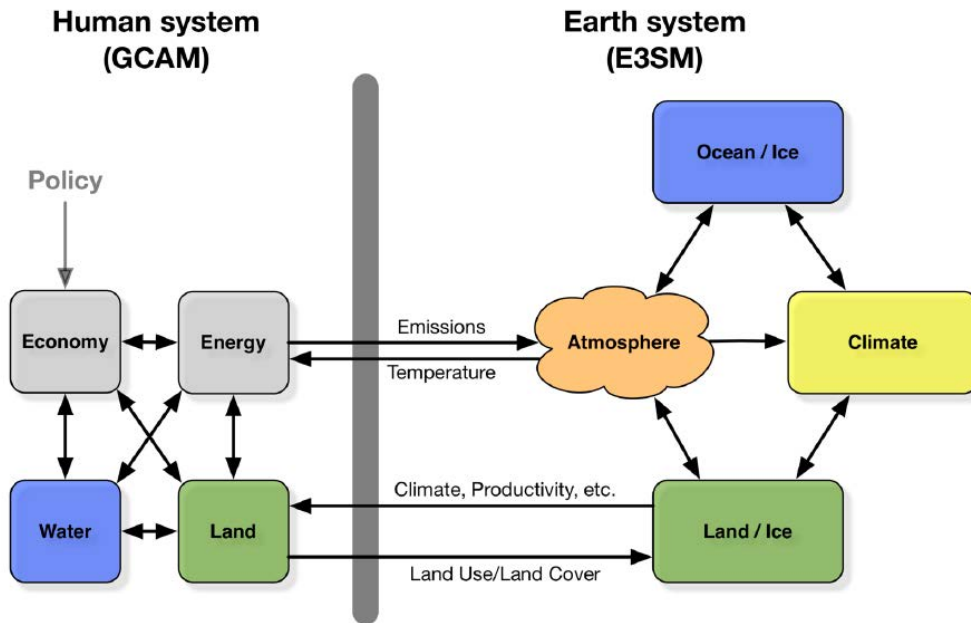 Human system
(GCAM)
Earth system
(E3SM)
Ocean / Ice
Policy
Economy
Energy
Emissions
Temperature
Atmosphere
Climate
Water
Land
Climate, Productivity, etc.
Land / Ice
Land Use/Land Cover